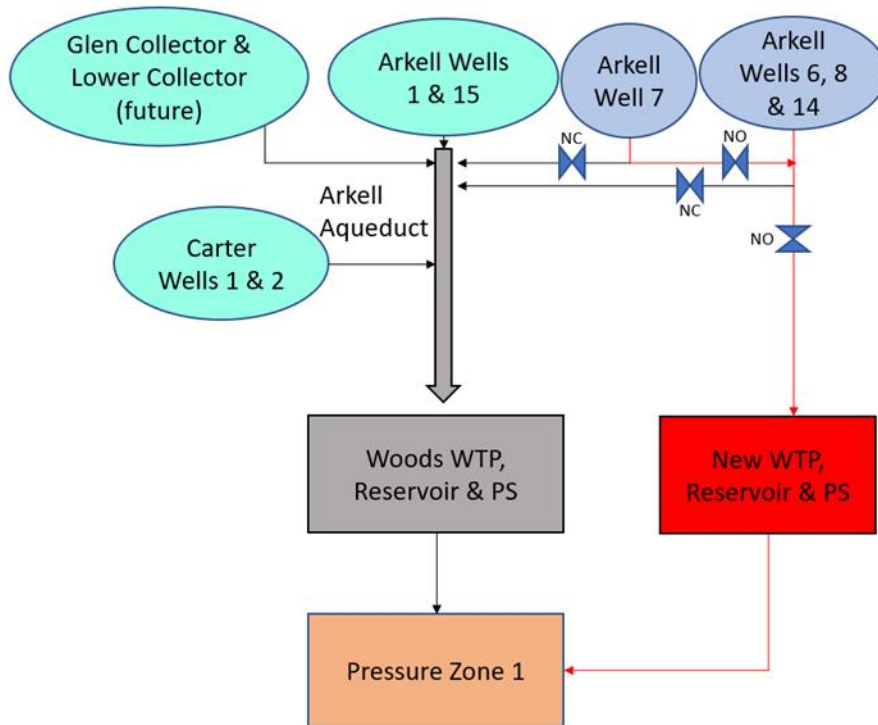 Glen Collector &
Lower Collector
(future)
Arkell Wells
1 & 15
Arkell
Well 7
Arkell
Wells 6, 8
& 14
NC
NO
NC
NO
Arkell
Aqueduct
Carter
Wells 1 & 2
Woods WTP,
Reservoir & PS
New WTP,
Reservoir & PS
Pressure Zone 1